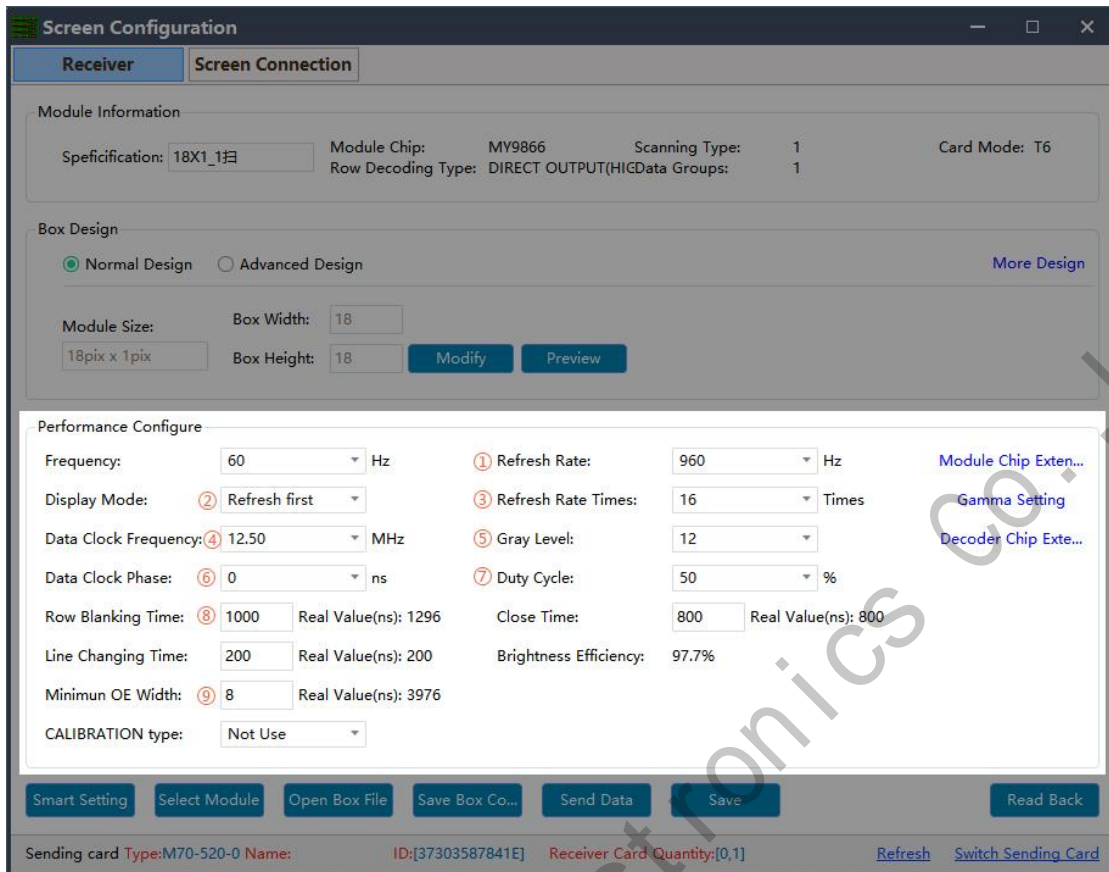 Screen Configuration
Receiver Screen Connection
Module Information
Speficification: 18X1_1扫 Module Chip: MY9866 Scanning Type: 1 Card Mode: T6
Row Decoding Type: DIRECT OUTPUT(HIGData Groups: 1
Box Design
Normal Design Advanced Design More Design
Module Size: Box Width: 18
18pix x 1pix Box Height: 18 Modify Preview
Performance Configure
Frequency: 60 Hz ① Refresh Rate: 960 Hz Module Chip Exten...
Display Mode: ② Refresh first ③ Refresh Rate Times: 16 Times Gamma Setting
Data Clock Frequency: ④ 12.50 MHz ⑤ Gray Level: 12 Decoder Chip Exte...
Data Clock Phase: ⑥ 0 ns ⑦ Duty Cycle: 50 %
Row Blanking Time: ⑧ 1000 Real Value(ns): 1296 Close Time: 800 Real Value(ns): 800
Line Changing Time: 200 Real Value(ns): 200 Brightness Efficiency: 97.7%
Minimun OE Width: ⑨ 8 Real Value(ns): 3976
CALIBRATION type: Not Use
Smart Setting Select Module Open Box File Save Box Co... Send Data Save Read Back
Sending card Type:M70-520-0 Name: ID:[37303587841E] Receiver Card Quantity:[0,1] Refresh Switch Sending Card
Co.